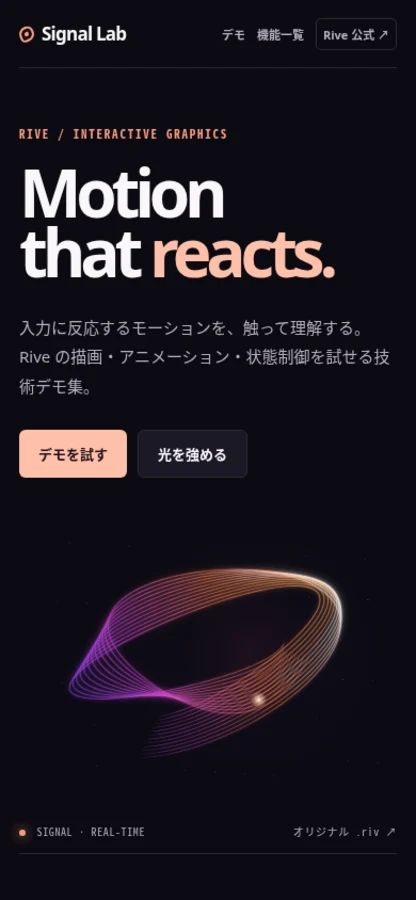 Signal Lab
デモ 機能一覧 Rive 公式 ↗
RIVE / INTERACTIVE GRAPHICS
Motion
that reacts.
入力に反応するモーションを、触って理解する。
Rive の描画・アニメーション・状態制御を試せる技
術デモ集。
デモを試す 光を強める
SIGNAL · REAL-TIME オリジナル .riv ↗